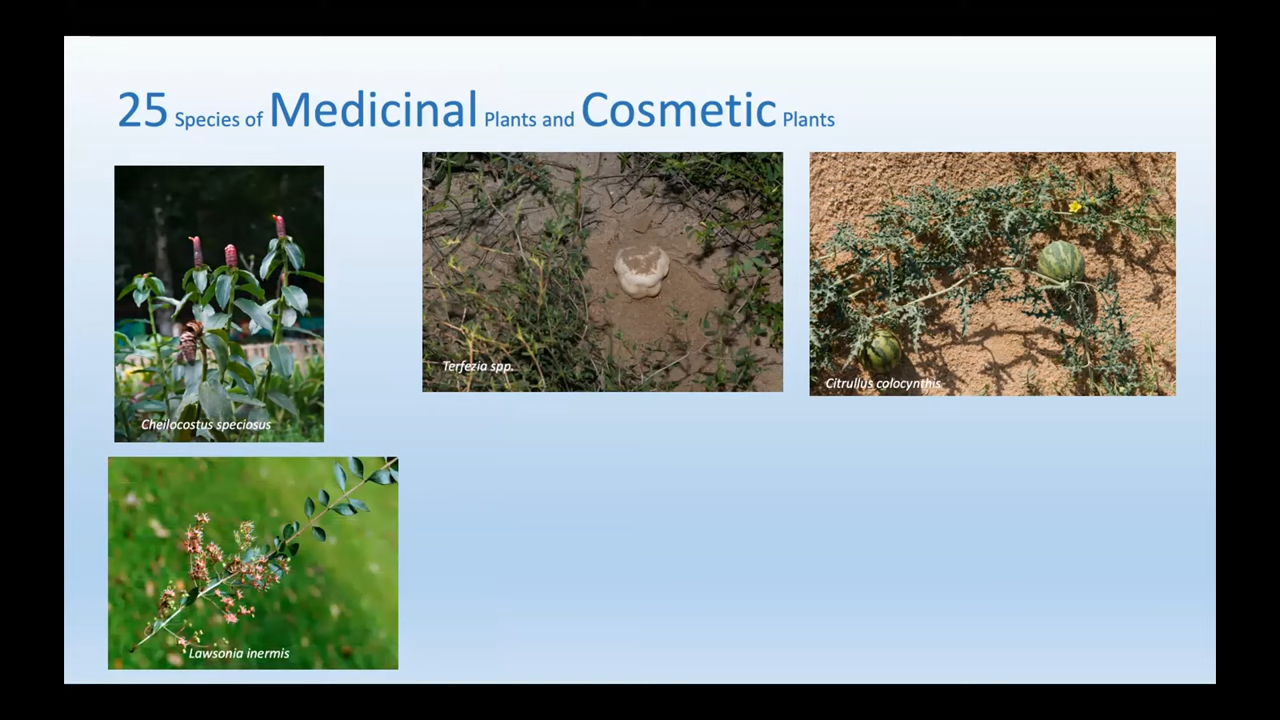 25 Species of Medicinal Plants and Cosmetic Plants
Cheilocostus speciosus
Terfezia spp.
Citrullus colocynthis
Lawsonia inermis